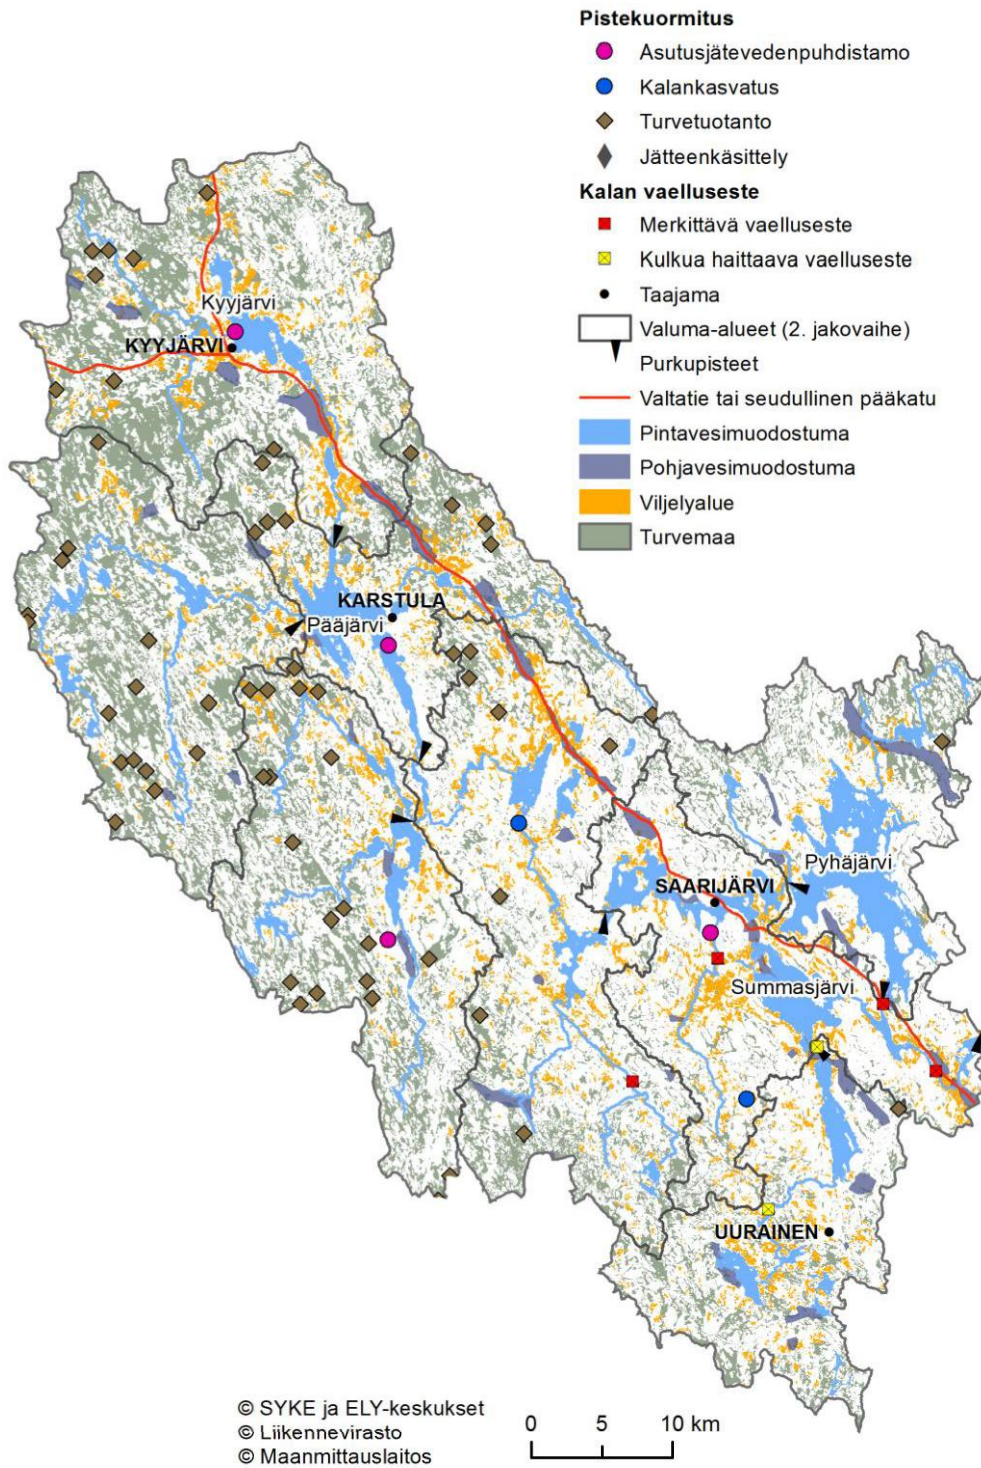 Pistekuormitus
Asutusjätevedenpuhdistamo
Kalankasvatus
Turvetuotanto
Jätteenkäsittely
Kalan vaelluseste
Merkittävä vaelluseste
Kulkua haittaava vaelluseste
Taajama
Valuma-alueet (2. jakovaihe)
Purkupisteet
Valtatie tai seudullinen pääkatu
Pintavesimuodostuma
Pohjavesimuodostuma
Viljelyalue
Turvemaa
Kyyjärvi
KYYJÄRVI
KARSTULA
Pääjärvi
Pyhäjärvi
SAARIJÄRVI
Summasjärvi
UURAINEN
© SYKE ja ELY-keskukset
© Liikennevirasto
© Maanmittauslaitos
0 5 10 km